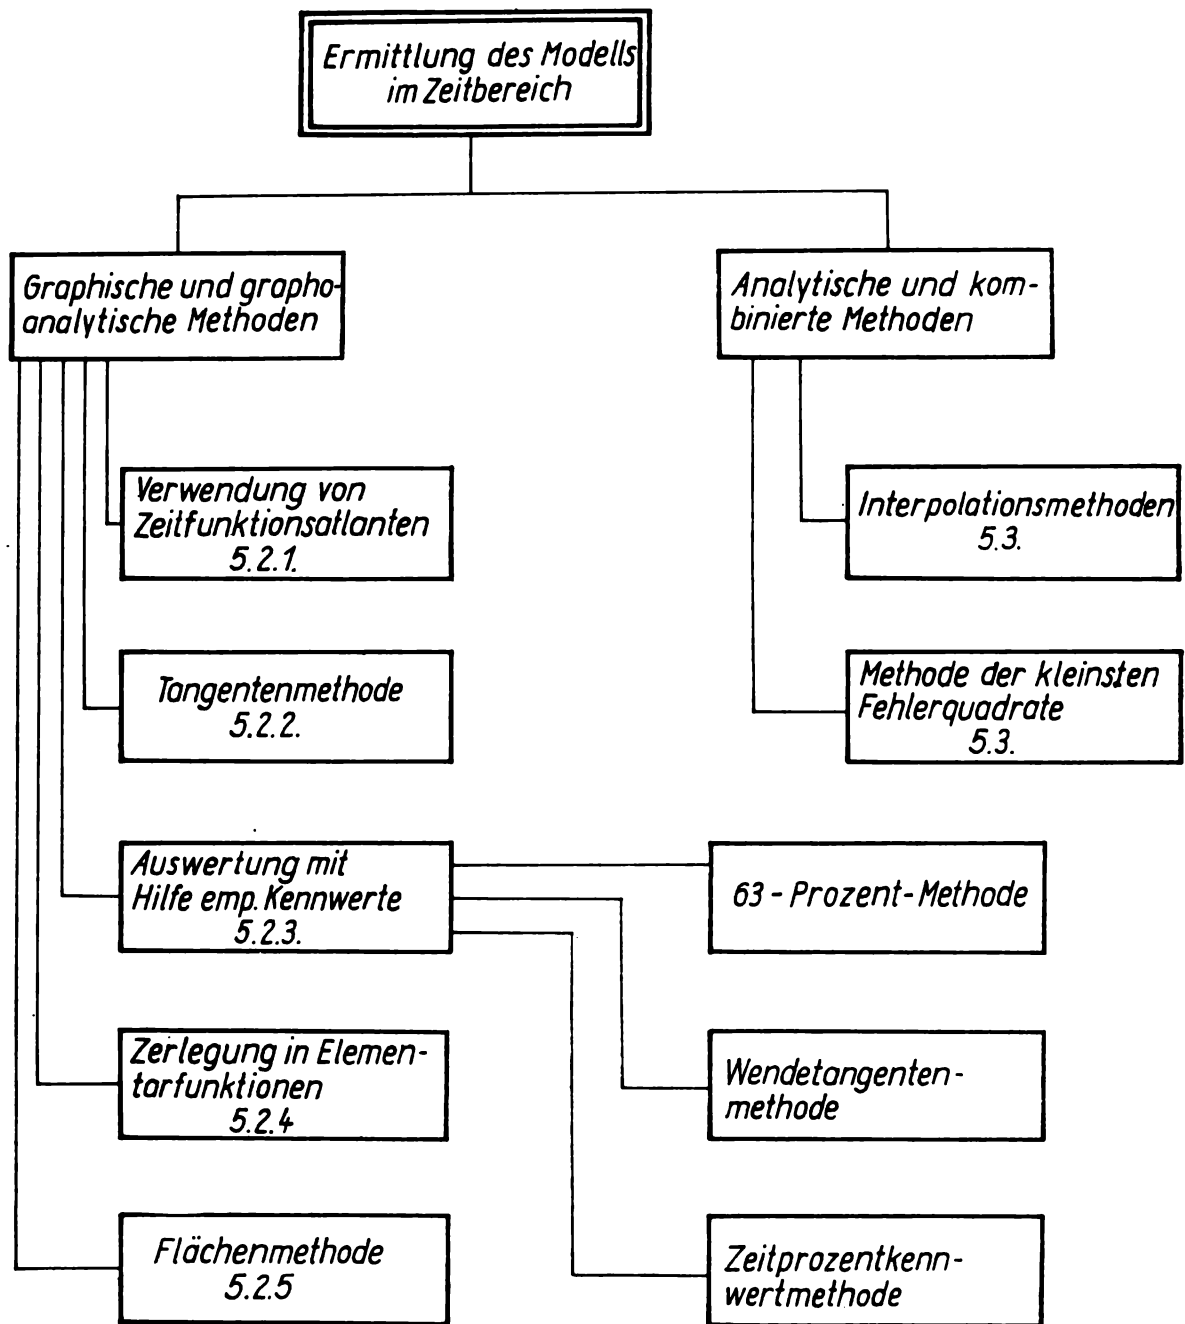 Ermittlung des Modells
im Zeitbereich
Graphische und grapho-
analytische Methoden
Analytische und kom-
binierte Methoden
Verwendung von
Zeitfunktionsatlanten
5.2.1.
Interpolationsmethoden
5.3.
Tangentenmethode
5.2.2.
Methode der kleinsten
Fehlerquadrate
5.3.
Auswertung mit
Hilfe emp. Kennwerte
5.2.3.
63-Prozent-Methode
Zerlegung in Elemen-
tarfunktionen
5.2.4
Wendetangenten-
methode
Flächenmethode
5.2.5
Zeitprozentkenn-
wertmethode